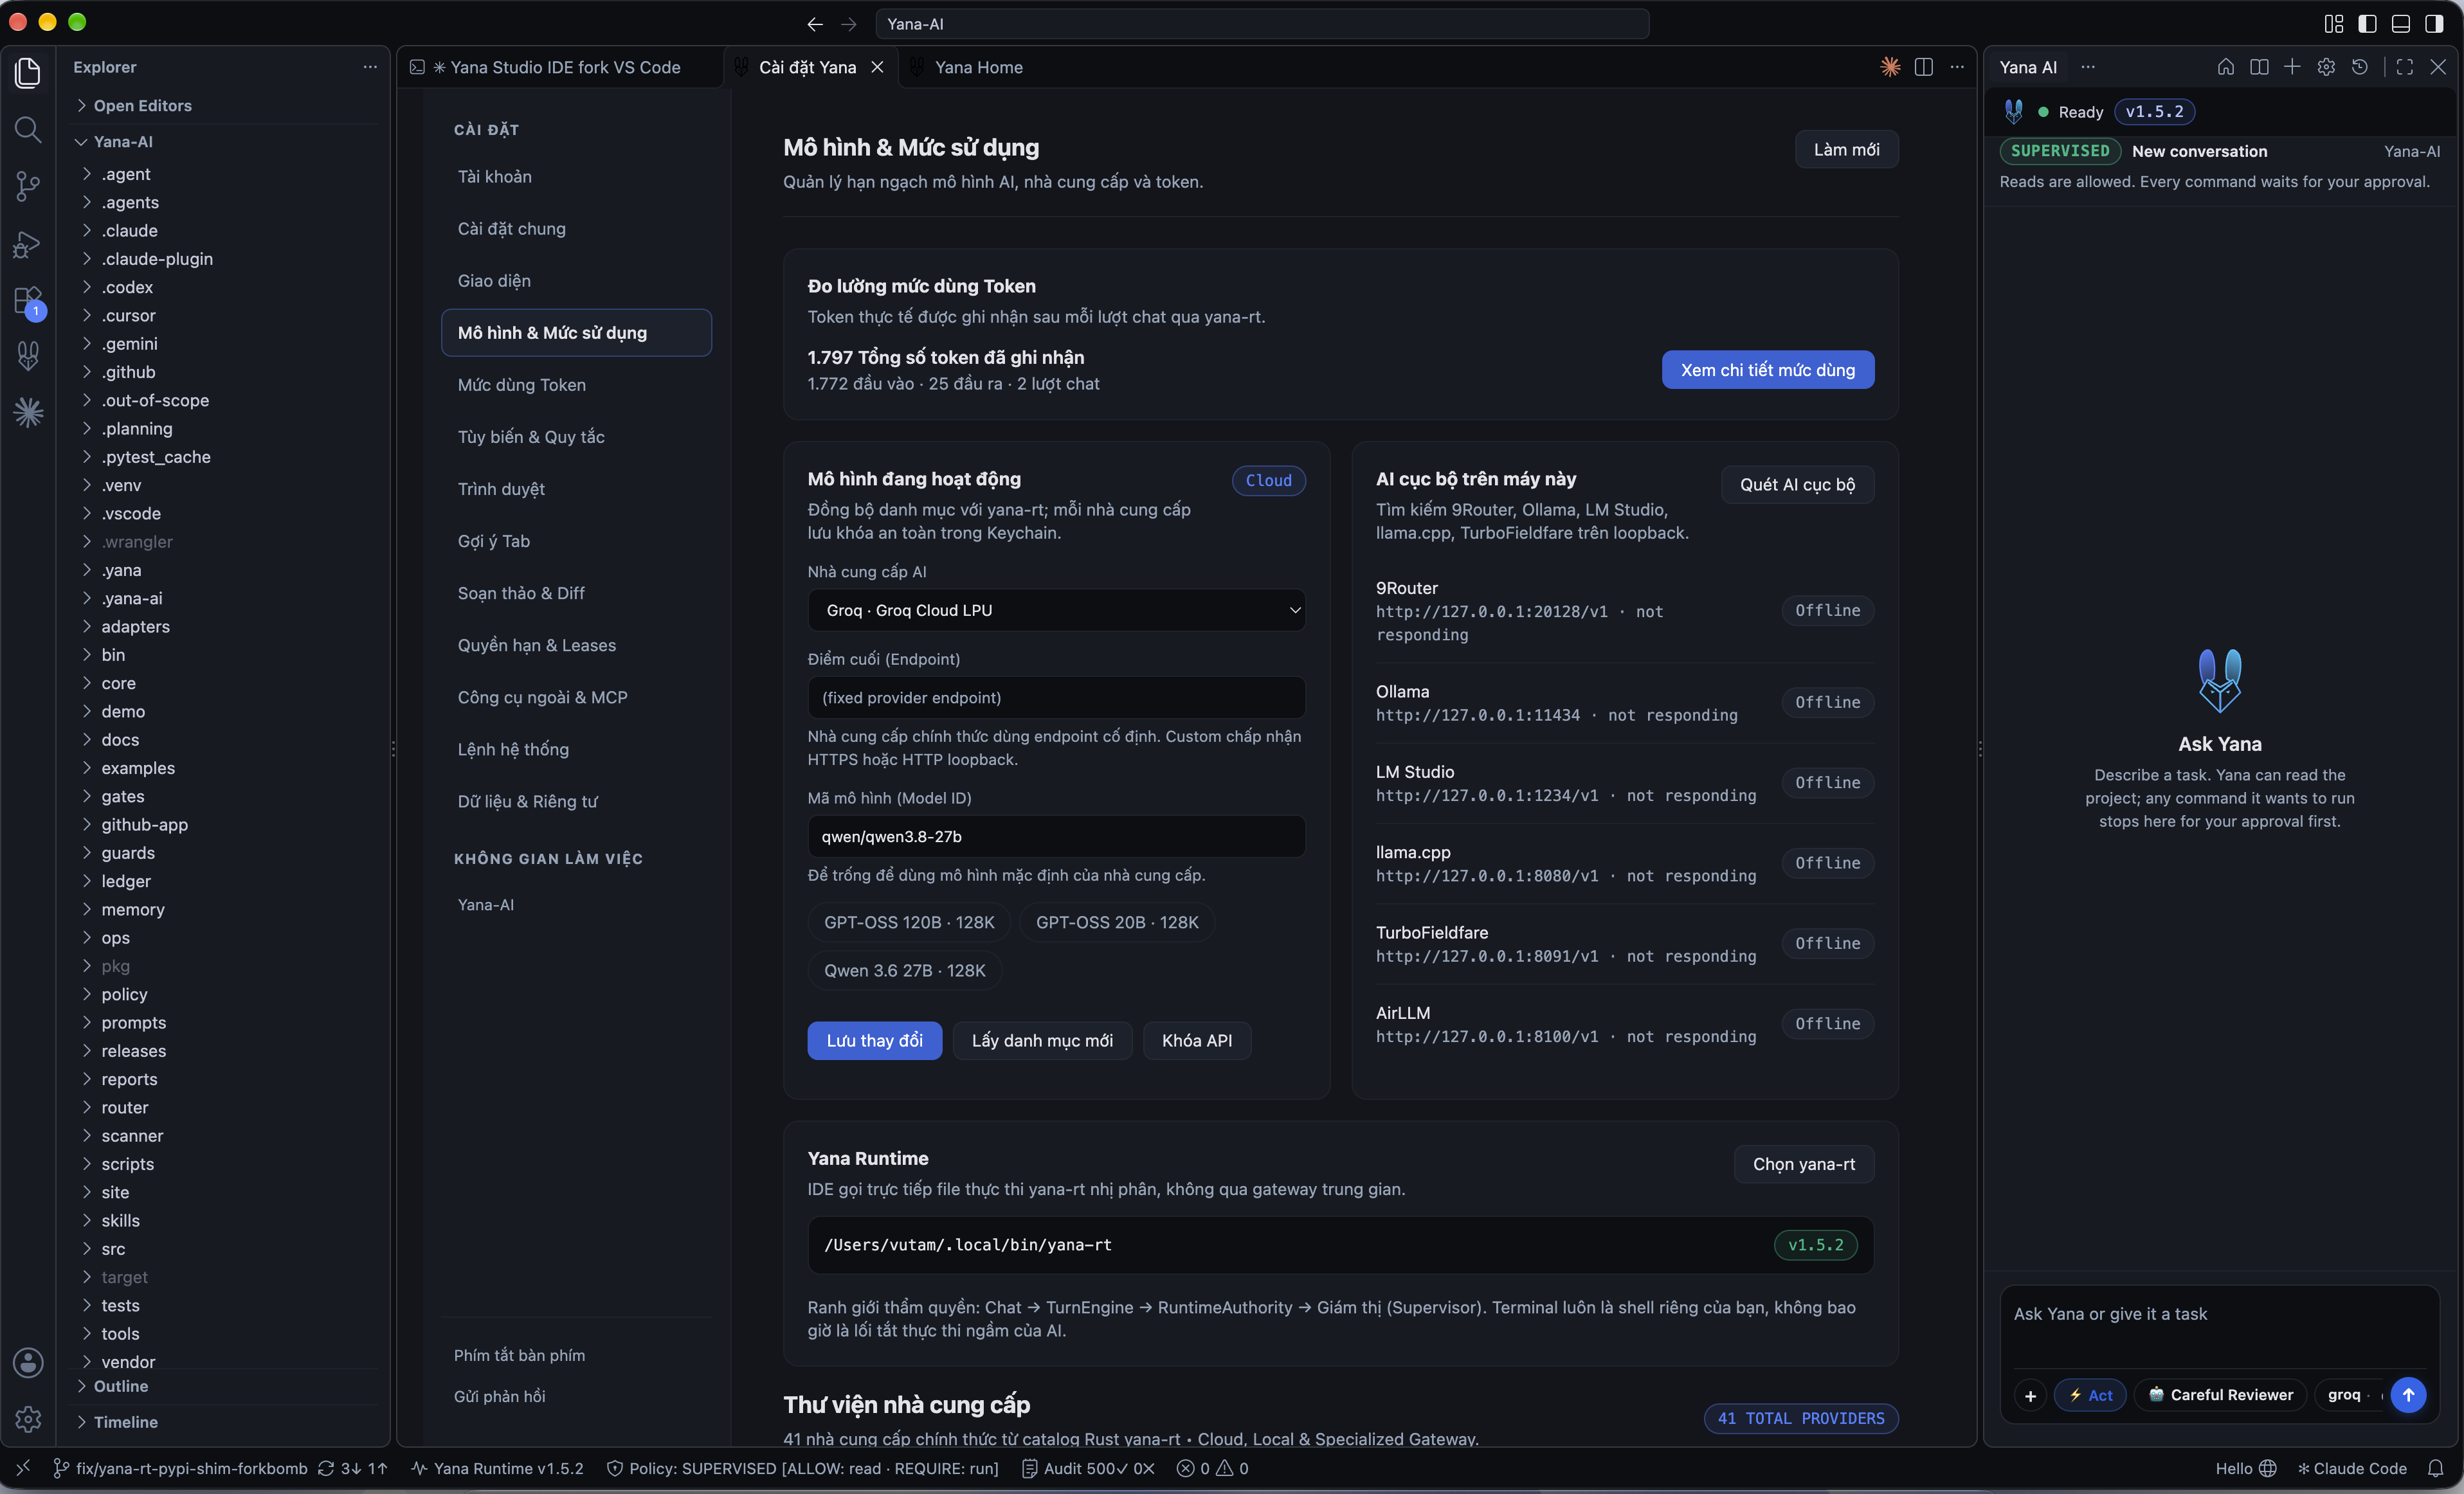 Yana-AI
Explorer
Open Editors
Yana-AI
.agent
.agents
.claude
.claude-plugin
.codex
.cursor
.gemini
.github
.out-of-scope
.planning
.pytest_cache
.venv
.vscode
.wrangler
.yana
.yana-ai
adapters
bin
core
demo
docs
examples
gates
github-app
guards
ledger
memory
ops
pkg
policy
prompts
releases
reports
router
scanner
scripts
site
skills
src
target
tests
tools
vendor
Outline
Timeline
1
Yana Studio IDE fork VS Code
Cài đặt Yana
Yana Home
CÀI ĐẶT
Tài khoản
Cài đặt chung
Giao diện
Mô hình & Mức sử dụng
Mức dùng Token
Tùy biến & Quy tắc
Trình duyệt
Gợi ý Tab
Soạn thảo & Diff
Quyền hạn & Leases
Công cụ ngoài & MCP
Lệnh hệ thống
Dữ liệu & Riêng tư
KHÔNG GIAN LÀM VIỆC
Yana-AI
Phím tắt bàn phím
Gửi phản hồi
Mô hình & Mức sử dụng
Làm mới
Quản lý hạn ngạch mô hình AI, nhà cung cấp và token.
Đo lường mức dùng Token
Token thực tế được ghi nhận sau mỗi lượt chat qua yana-rt.
1.797 Tổng số token đã ghi nhận
1.772 đầu vào · 25 đầu ra · 2 lượt chat
Xem chi tiết mức dùng
Mô hình đang hoạt động
Cloud
Đồng bộ danh mục với yana-rt; mỗi nhà cung cấp
lưu khóa an toàn trong Keychain.
Nhà cung cấp AI
Groq · Groq Cloud LPU
Điểm cuối (Endpoint)
(fixed provider endpoint)
Nhà cung cấp chính thức dùng endpoint cố định. Custom chấp nhận
HTTPS hoặc HTTP loopback.
Mã mô hình (Model ID)
qwen/qwen3.8-27b
Để trống để dùng mô hình mặc định của nhà cung cấp.
GPT-OSS 120B · 128K
GPT-OSS 20B · 128K
Qwen 3.6 27B · 128K
Lưu thay đổi
Lấy danh mục mới
Khóa API
AI cục bộ trên máy này
Quét AI cục bộ
Tìm kiếm 9Router, Ollama, LM Studio,
llama.cpp, TurboFieldfare trên loopback.
9Router
http://127.0.0.1:20128/v1 · not
responding
Offline
Ollama
http://127.0.0.1:11434 · not responding
Offline
LM Studio
http://127.0.0.1:1234/v1 · not responding
Offline
llama.cpp
http://127.0.0.1:8080/v1 · not responding
Offline
TurboFieldfare
http://127.0.0.1:8091/v1 · not responding
Offline
AirLLM
http://127.0.0.1:8100/v1 · not responding
Offline
Yana Runtime
Chọn yana-rt
IDE gọi trực tiếp file thực thi yana-rt nhị phân, không qua gateway trung gian.
/Users/vutam/.local/bin/yana-rt
v1.5.2
Ranh giới thẩm quyền: Chat → TurnEngine → RuntimeAuthority → Giám thị (Supervisor). Terminal luôn là shell riêng của bạn, không bao
giờ là lối tắt thực thi ngầm của AI.
Thư viện nhà cung cấp
41 TOTAL PROVIDERS
41 nhà cung cấp chính thức từ catalog Rust yana-rt • Cloud, Local & Specialized Gateway.
Yana AI
Ready
v1.5.2
SUPERVISED
New conversation
Yana-AI
Reads are allowed. Every command waits for your approval.
Ask Yana
Describe a task. Yana can read the
project; any command it wants to run
stops here for your approval first.
Ask Yana or give it a task
Act
Careful Reviewer
groq ·
fix/yana-rt-pypi-shim-forkbomb
3↓ 1↑
Yana Runtime v1.5.2
Policy: SUPERVISED [ALLOW: read · REQUIRE: run]
Audit 500✓ 0✕
0
0
Hello
Claude Code